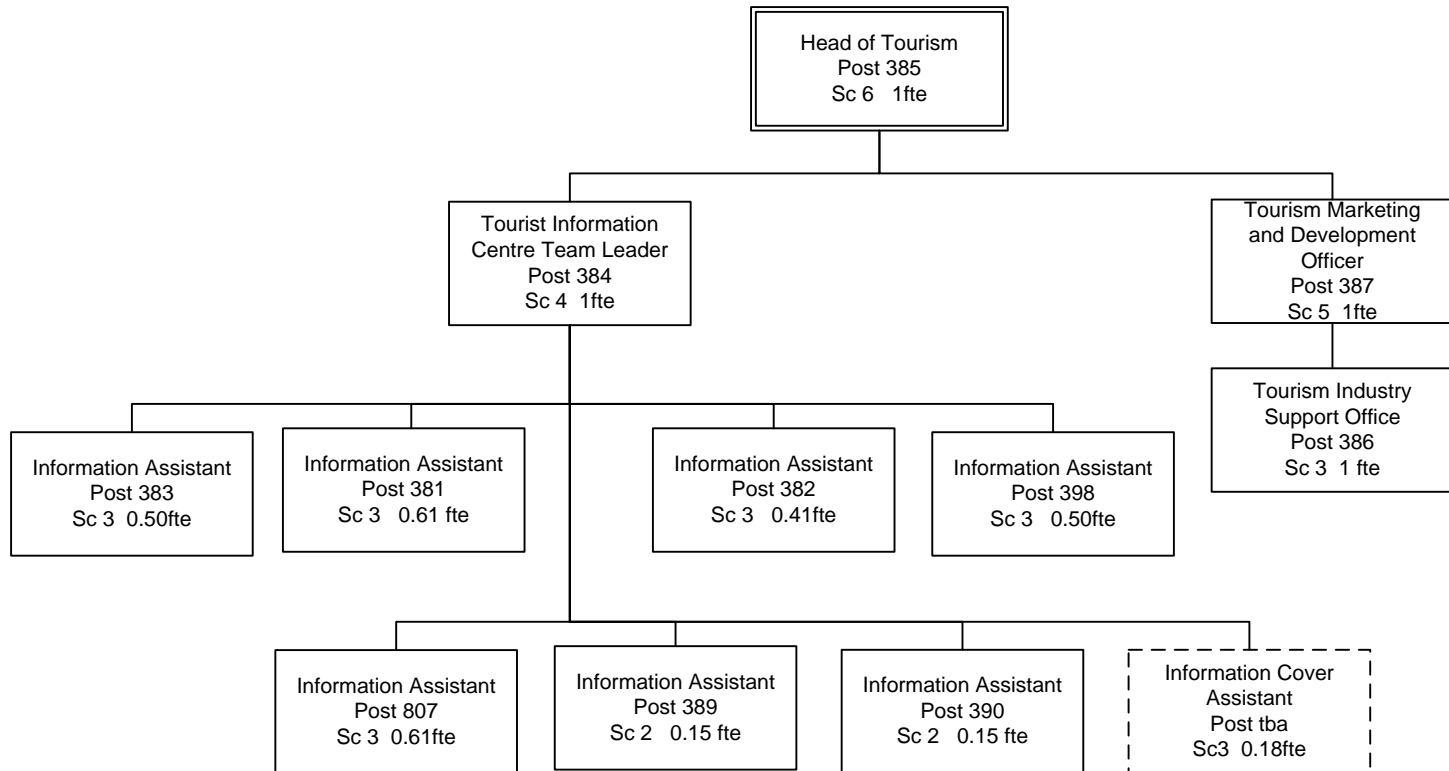 Head of Tourism
Post 385
Sc 6   1fte
Tourist Information
Centre Team Leader
Post 384
Sc 4  1fte
Tourism Marketing
and Development
Officer
Post 387
Sc 5  1fte
Tourism Industry
Support Office
Post 386
Sc 3  1 fte
Information Assistant
Post 383
Sc 3  0.50fte
Information Assistant
Post 381
Sc 3   0.61 fte
Information Assistant
Post 382
Sc 3   0.41fte
Information Assistant
Post 398
Sc 3   0.50fte
Information Assistant
Post 807
Sc 3  0.61fte
Information Assistant
Post 389
Sc 2   0.15 fte
Information Assistant
Post 390
Sc 2   0.15 fte
Information Cover
Assistant
Post tba
Sc3  0.18fte